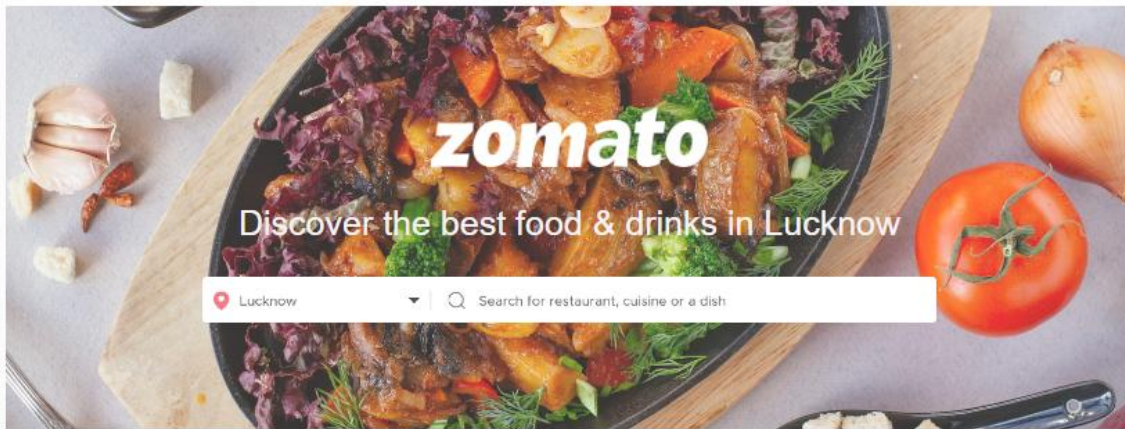 zomato
Discover the best food & drinks in Lucknow
Lucknow
Search for restaurant, cuisine or a dish